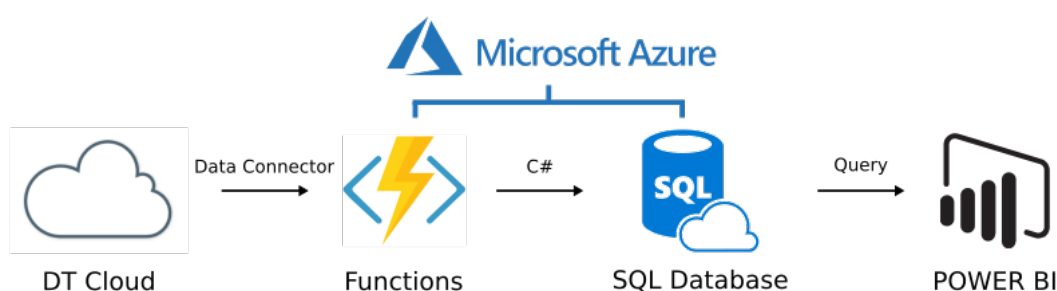 Microsoft Azure
Data Connector
C#
Query
SQL
DT Cloud
Functions
SQL Database
POWER BI